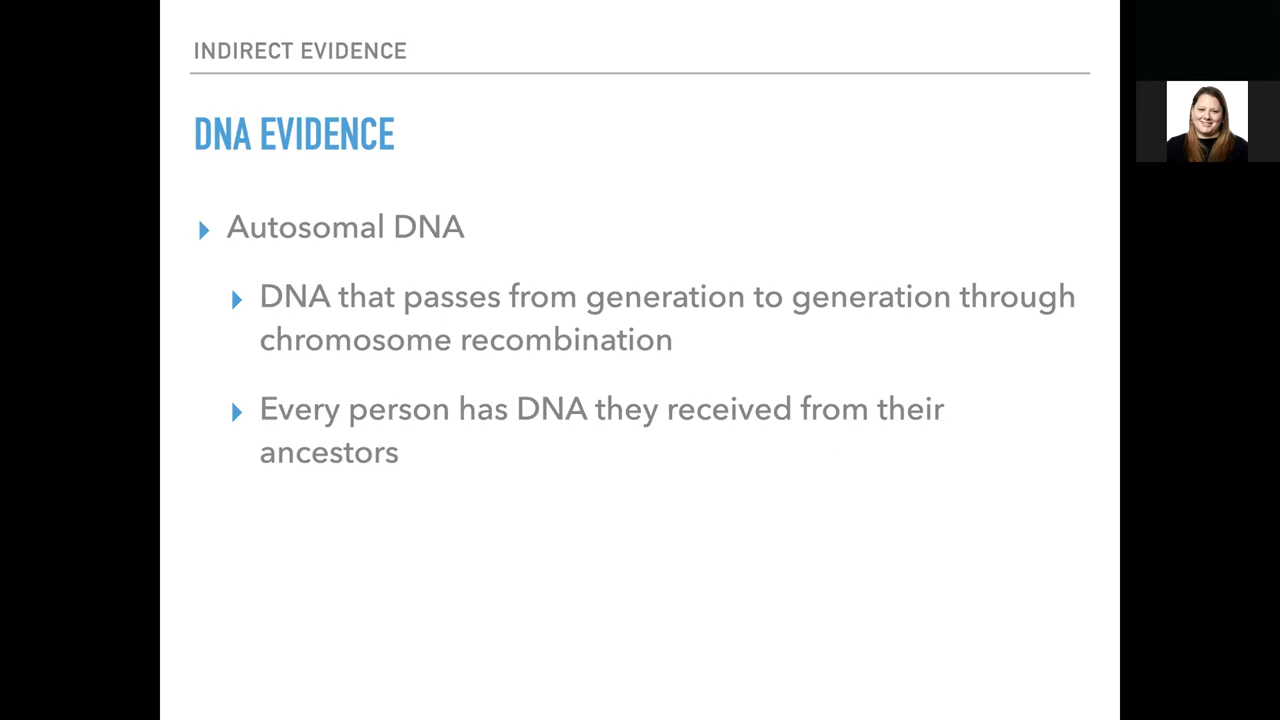 INDIRECT EVIDENCE
DNA EVIDENCE
Autosomal DNA
DNA that passes from generation to generation through
chromosome recombination
Every person has DNA they received from their
ancestors